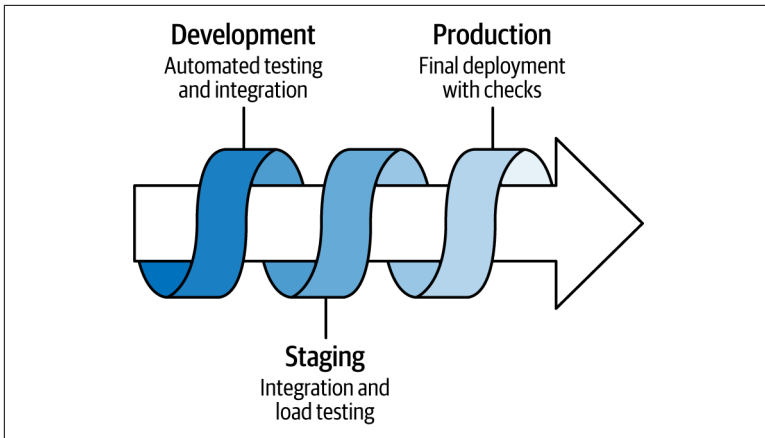 Development
Automated testing
and integration
Production
Final deployment
with checks
Staging
Integration and
load testing